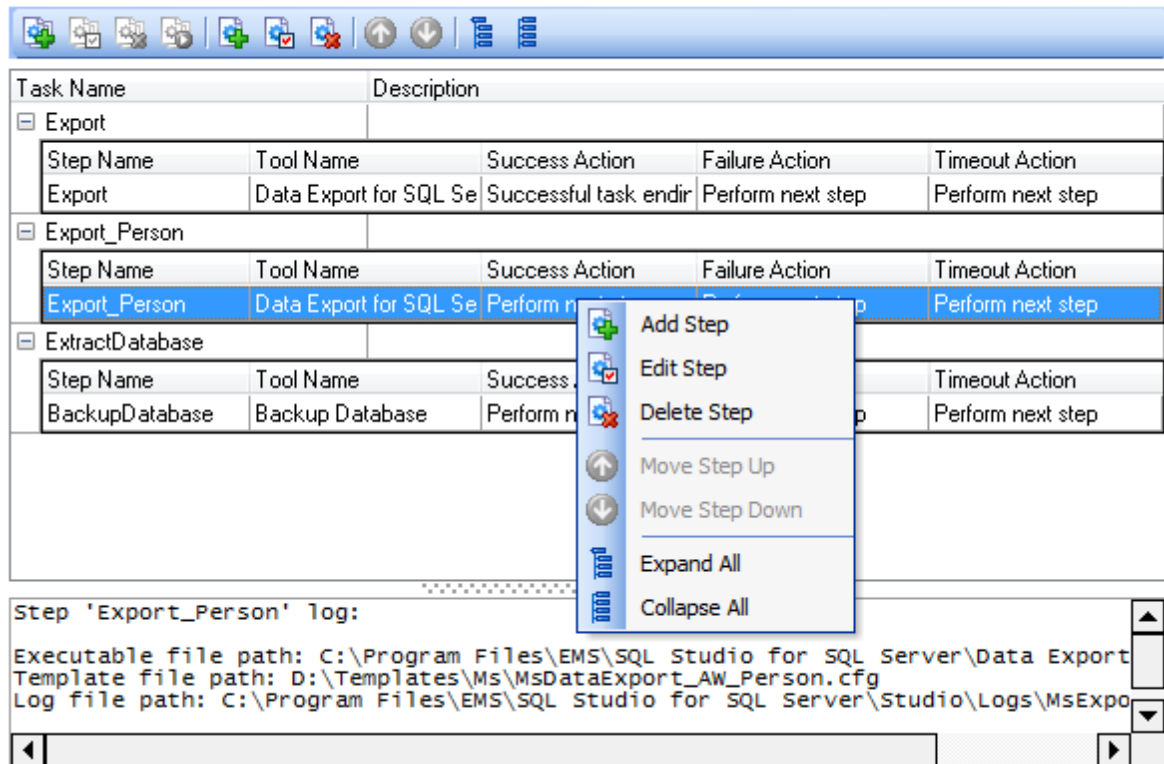 Task Name Description
Export
Step Name Tool Name Success Action Failure Action Timeout Action
Export Data Export for SQL Se Successful task endin Perform next step Perform next step
Export_Person
Step Name Tool Name Success Action Failure Action Timeout Action
Export_Person Data Export for SQL Se Perform n Perform next step
ExtractDatabase
Step Name Tool Name Success Timeout Action
BackupDatabase Backup Database Perform n p Perform next step
Add Step
Edit Step
Delete Step
Move Step Up
Move Step Down
Expand All
Collapse All
Step 'Export_Person' log:
Executable file path: C:\Program Files\EMS\SQL Studio for SQL Server\Data Export
Template file path: D:\Templates\Ms\MsDataExport_AW_Person.cfg
Log file path: C:\Program Files\EMS\SQL Studio for SQL Server\Studio\Logs\MsExpo